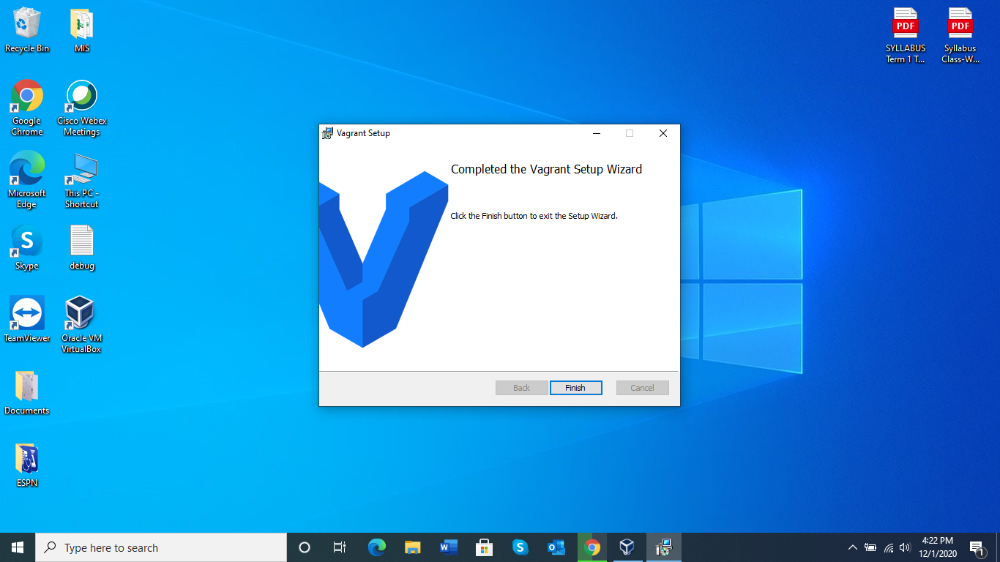 Recycle Bin
MIS
Google
Chrome
Cisco Webex
Meetings
Microsoft
Edge
This PC -
Shortcut
Skype
debug
TeamViewer
Oracle VM
VirtualBox
Documents
ESPN
PDF
SYLLABUS
Term 1 T...
PDF
Syllabus
Class-W...
Vagrant Setup
Completed the Vagrant Setup Wizard
Click the Finish button to exit the Setup Wizard.
Back
Finish
Cancel
Type here to search
4:22 PM
12/1/2020
1